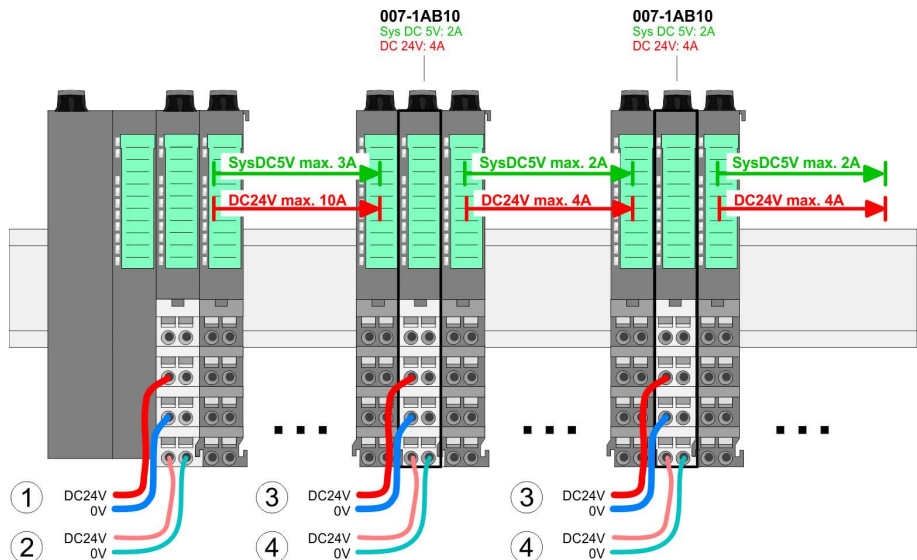 007-1AB10
Sys DC 5V: 2A
DC 24V: 4A
007-1AB10
Sys DC 5V: 2A
DC 24V: 4A
SysDC5V max. 3A
SysDC5V max. 2A
SysDC5V max. 2A
DC24V max. 10A
DC24V max. 4A
DC24V max. 4A
1 DC24V
0V
3 DC24V
0V
3 DC24V
0V
2 DC24V
0V
4 DC24V
0V
4 DC24V
0V